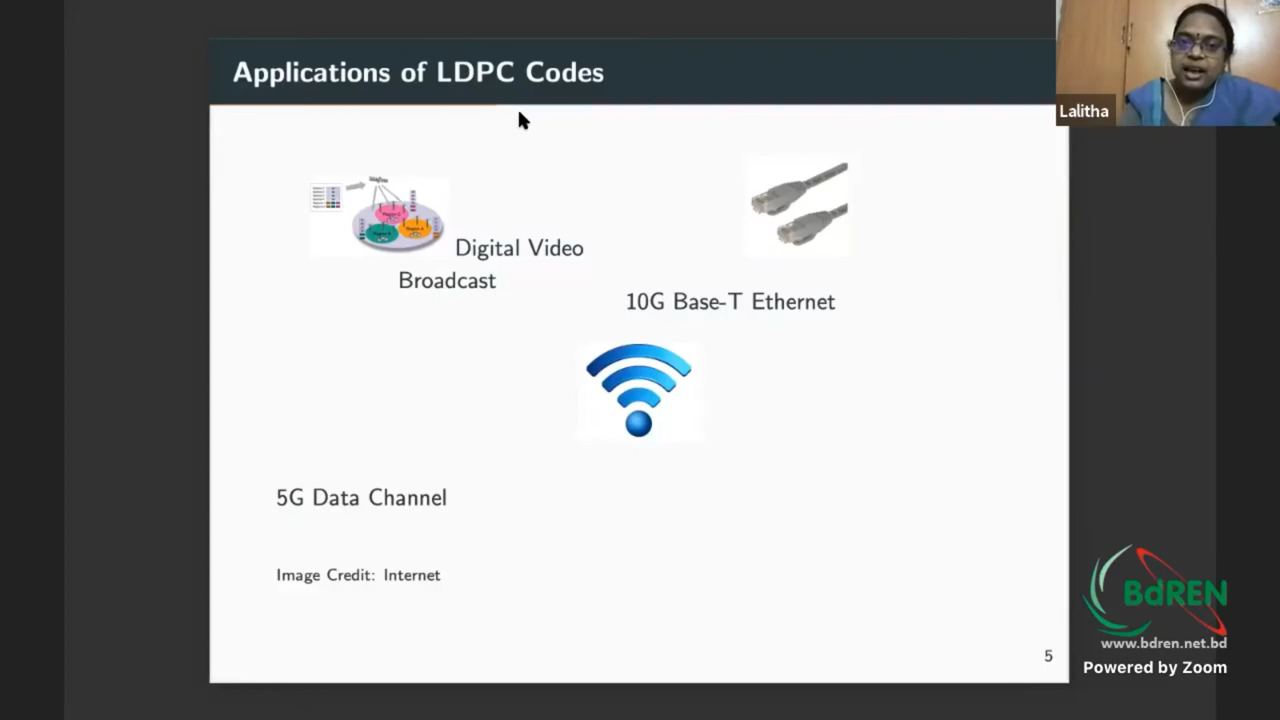 Applications of LDPC Codes
Lalitha
Digital Video
Broadcast
10G Base-T Ethernet
5G Data Channel
Image Credit: Internet
5
BdREN
www.bdren.net.bd
Powered by Zoom